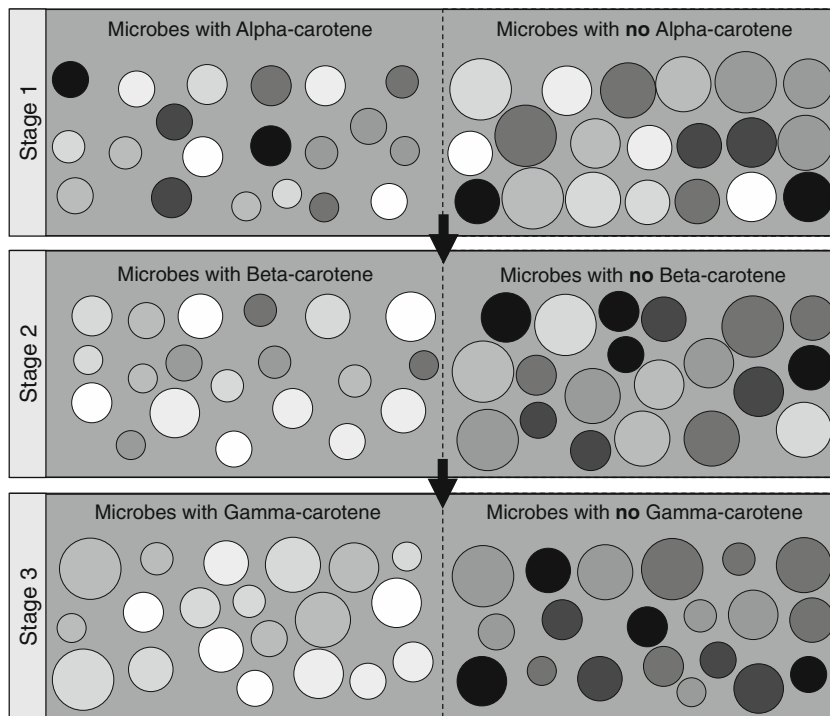 Stage 1
Microbes with Alpha-carotene
Microbes with no Alpha-carotene
Stage 2
Microbes with Beta-carotene
Microbes with no Beta-carotene
Stage 3
Microbes with Gamma-carotene
Microbes with no Gamma-carotene